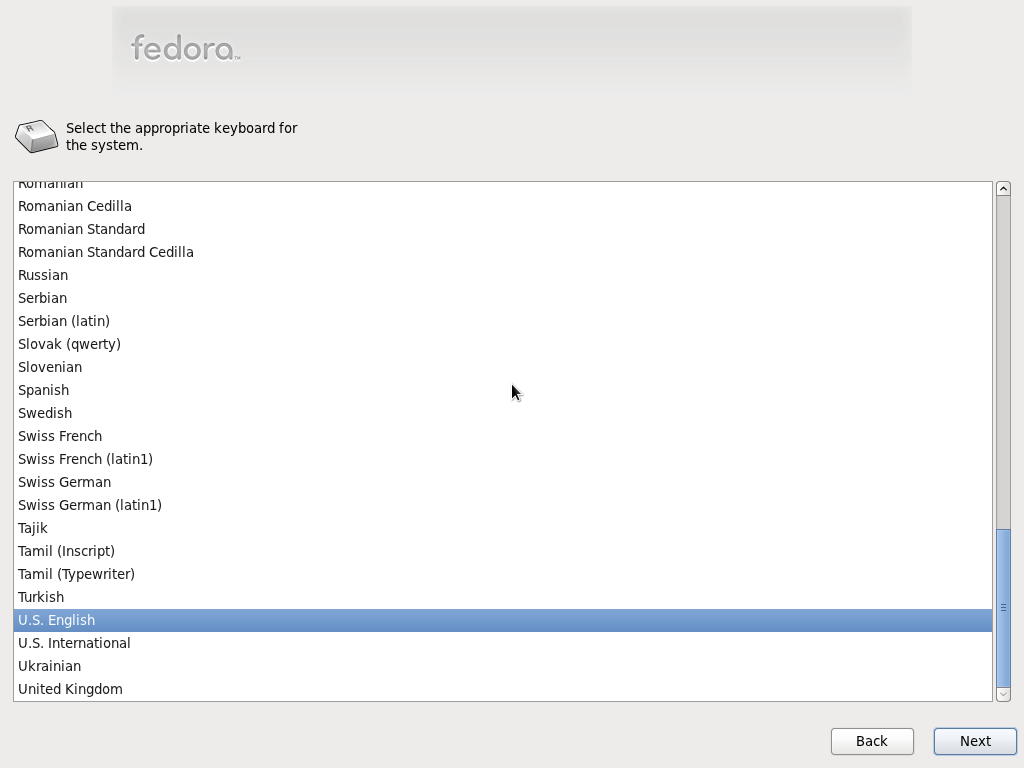 fedora™
Select the appropriate keyboard for
the system.
Romanian
Romanian Cedilla
Romanian Standard
Romanian Standard Cedilla
Russian
Serbian
Serbian (latin)
Slovak (qwerty)
Slovenian
Spanish
Swedish
Swiss French
Swiss French (latin1)
Swiss German
Swiss German (latin1)
Tajik
Tamil (Inscript)
Tamil (Typewriter)
Turkish
U.S. English
U.S. International
Ukrainian
United Kingdom
Back
Next